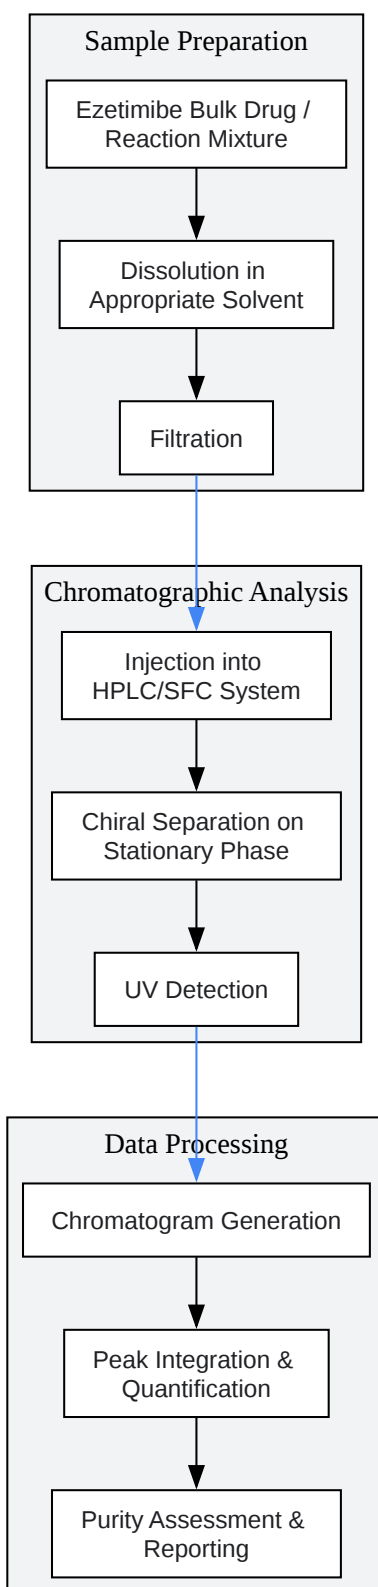 Sample Preparation
Ezetimibe Bulk Drug /
Reaction Mixture
Dissolution in
Appropriate Solvent
Filtration
Chromatographic Analysis
Injection into
HPLC/SFC System
Chiral Separation on
Stationary Phase
UV Detection
Data Processing
Chromatogram Generation
Peak Integration &
Quantification
Purity Assessment &
Reporting